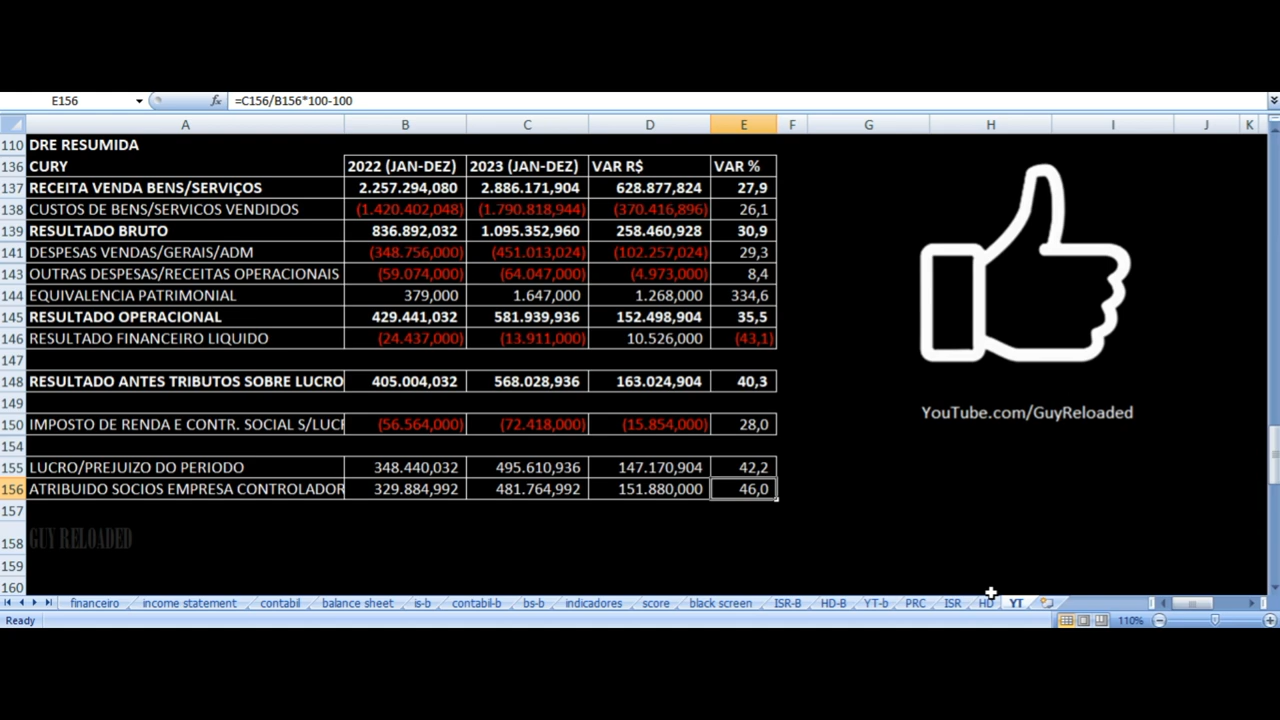 E156 fx =C156/B156*100-100
A B C D E F G H I J K
110 DRE RESUMIDA
136 CURY 2022 (JAN-DEZ) 2023 (JAN-DEZ) VAR R$ VAR %
137 RECEITA VENDA BENS/SERVIÇOS 2.257.294,080 2.886.171,904 628.877,824 27,9
138 CUSTOS DE BENS/SERVICOS VENDIDOS (1.420.402,048) (1.790.818,944) (370.416,896) 26,1
139 RESULTADO BRUTO 836.892,032 1.095.352,960 258.460,928 30,9
141 DESPESAS VENDAS/GERAIS/ADM (348.756,000) (451.013,024) (102.257,024) 29,3
143 OUTRAS DESPESAS/RECEITAS OPERACIONAIS (59.074,000) (64.047,000) (4.973,000) 8,4
144 EQUIVALENCIA PATRIMONIAL 379,000 1.647,000 1.268,000 334,6
145 RESULTADO OPERACIONAL 429.441,032 581.939,936 152.498,904 35,5
146 RESULTADO FINANCEIRO LIQUIDO (24.437,000) (13.911,000) 10.526,000 (43,1)
147
148 RESULTADO ANTES TRIBUTOS SOBRE LUCRO 405.004,032 568.028,936 163.024,904 40,3
149
150 IMPOSTO DE RENDA E CONTR. SOCIAL S/LUCR (56.564,000) (72.418,000) (15.854,000) 28,0
154
155 LUCRO/PREJUIZO DO PERIODO 348.440,032 495.610,936 147.170,904 42,2
156 ATRIBUIDO SOCIOS EMPRESA CONTROLADOR 329.884,992 481.764,992 151.880,000 46,0
157
158 GUY RELOADED
159
160
YouTube.com/GuyReloaded
financeiro income statement contabil balance sheet is-b contabil-b bs-b indicadores score black screen ISR-B HD-B YT-b PRC ISR HD YT
Ready 110%